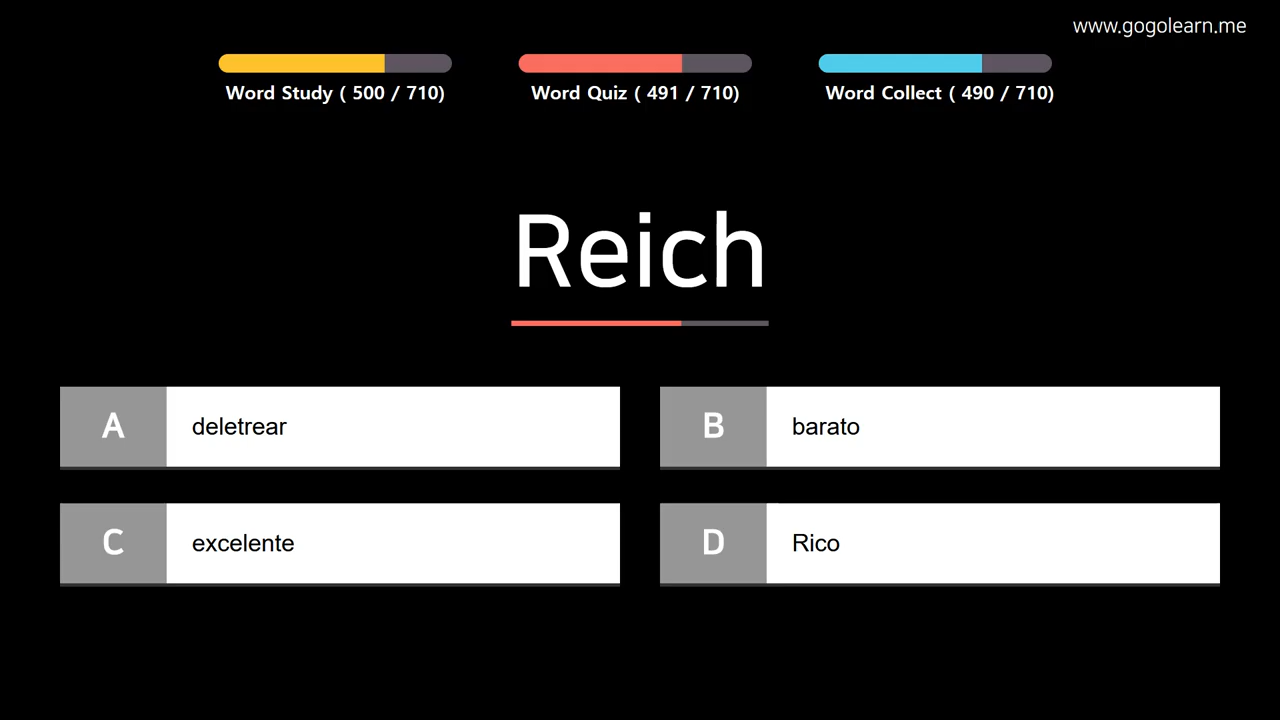 www.gogolearn.me
Word Study ( 500 / 710)
Word Quiz ( 491 / 710)
Word Collect ( 490 / 710)
Reich
A
deletrear
B
barato
C
excelente
D
Rico